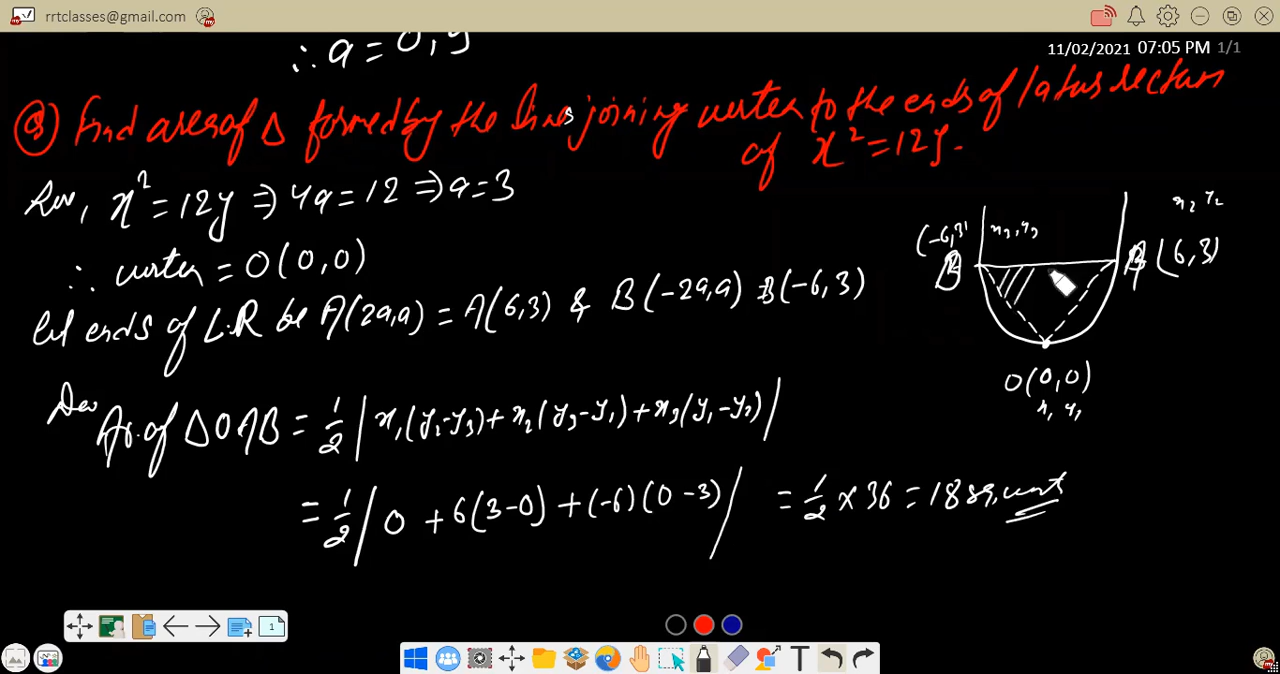 rrtclasses@gmail.com
11/02/2021 07:05 PM 1/1
∴ a = 0, 9
Q) Find area of Δ formed by the lines joining vertex to the ends of latus rectum
of x² = 12y.
Here, x² = 12y ⇒ 4a = 12 ⇒ a = 3
∴ vertex = O(0,0)
Let ends of L.R be A(2a,a) = A(6,3) & B(-2a,a) B(-6,3)
Ar. of ΔOAB = 1/2 | x₁(y₂-y₃) + x₂(y₃-y₁) + x₃(y₁-y₂) |
= 1/2 | 0 + 6(3-0) + (-6)(0-3) | = 1/2 × 36 = 18 sq. units
x₂ y₂
(-6,3) x₃, y₃
B (6,3)
O(0,0)
x₁ y₁
1
T